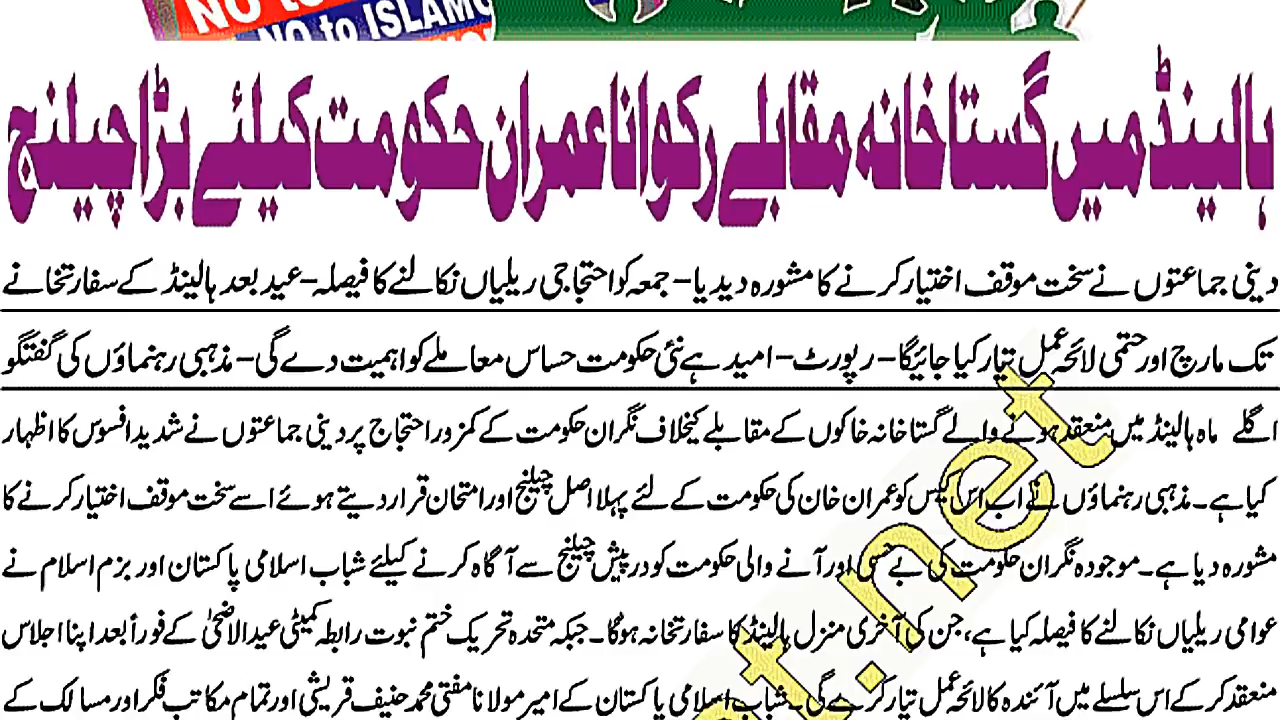 NO to
NO to ISLAM
ہالینڈ میں گستاخانہ مقابلے رکوانا عمران حکومت کیلئے بڑا چیلنج
دینی جماعتوں نے سخت موقف اختیار کرنے کا مشورہ دیدیا- جمعہ کو احتجاجی ریلیاں نکالنے کا فیصلہ- عید بعد ہالینڈ کے سفارتخانے
تک مارچ اور حتمی لائحہ عمل تیار کیا جائیگا- رپورٹ- امید ہے نئی حکومت حساس معاملے کو اہمیت دے گی- مذہبی رہنماؤں کی گفتگو
اگلے ماہ ہالینڈ میں منعقد ہونے والے گستاخانہ خاکوں کے مقابلے کیخلاف نگران حکومت کے کمزور احتجاج پر دینی جماعتوں نے شدید افسوس کا اظہار
کیا ہے۔ مذہبی رہنماؤں نے اب اس کیس کو عمران خان کی حکومت کے لئے پہلا اصل چیلنج اور امتحان قرار دیتے ہوئے اسے سخت موقف اختیار کرنے کا
مشورہ دیا ہے۔ موجودہ نگران حکومت کی بے حسی اور آنے والی حکومت کو درپیش چیلنج سے آگاہ کرنے کیلئے شباب اسلامی پاکستان اور بزم اسلام نے
عوامی ریلیاں نکالنے کا فیصلہ کیا ہے، جن کی آخری منزل ہالینڈ کا سفارتخانہ ہوگا۔ جبکہ متحدہ تحریک ختم نبوت رابطہ کمیٹی عیدالاضحیٰ کے فوراً بعد اپنا اجلاس
منعقد کر کے اس سلسلے میں آئندہ کا لائحہ عمل تیار کرے گی۔ شباب اسلامی پاکستان کے امیر مولانا مفتی محمد حنیف قریشی اور تمام مکاتب فکر اور مسالک کے
t.net